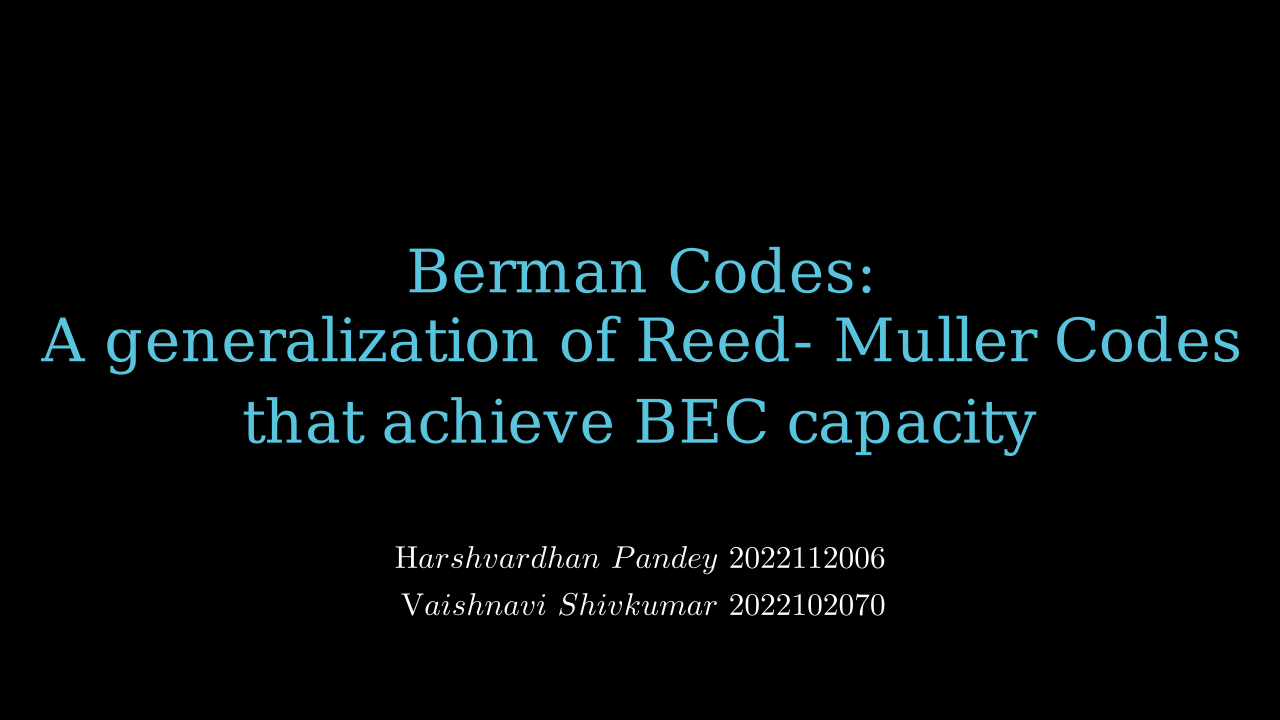 Berman Codes:
A generalization of Reed- Muller Codes
that achieve BEC capacity
Harshvardhan Pandey 2022112006
Vaishnavi Shivkumar 2022102070